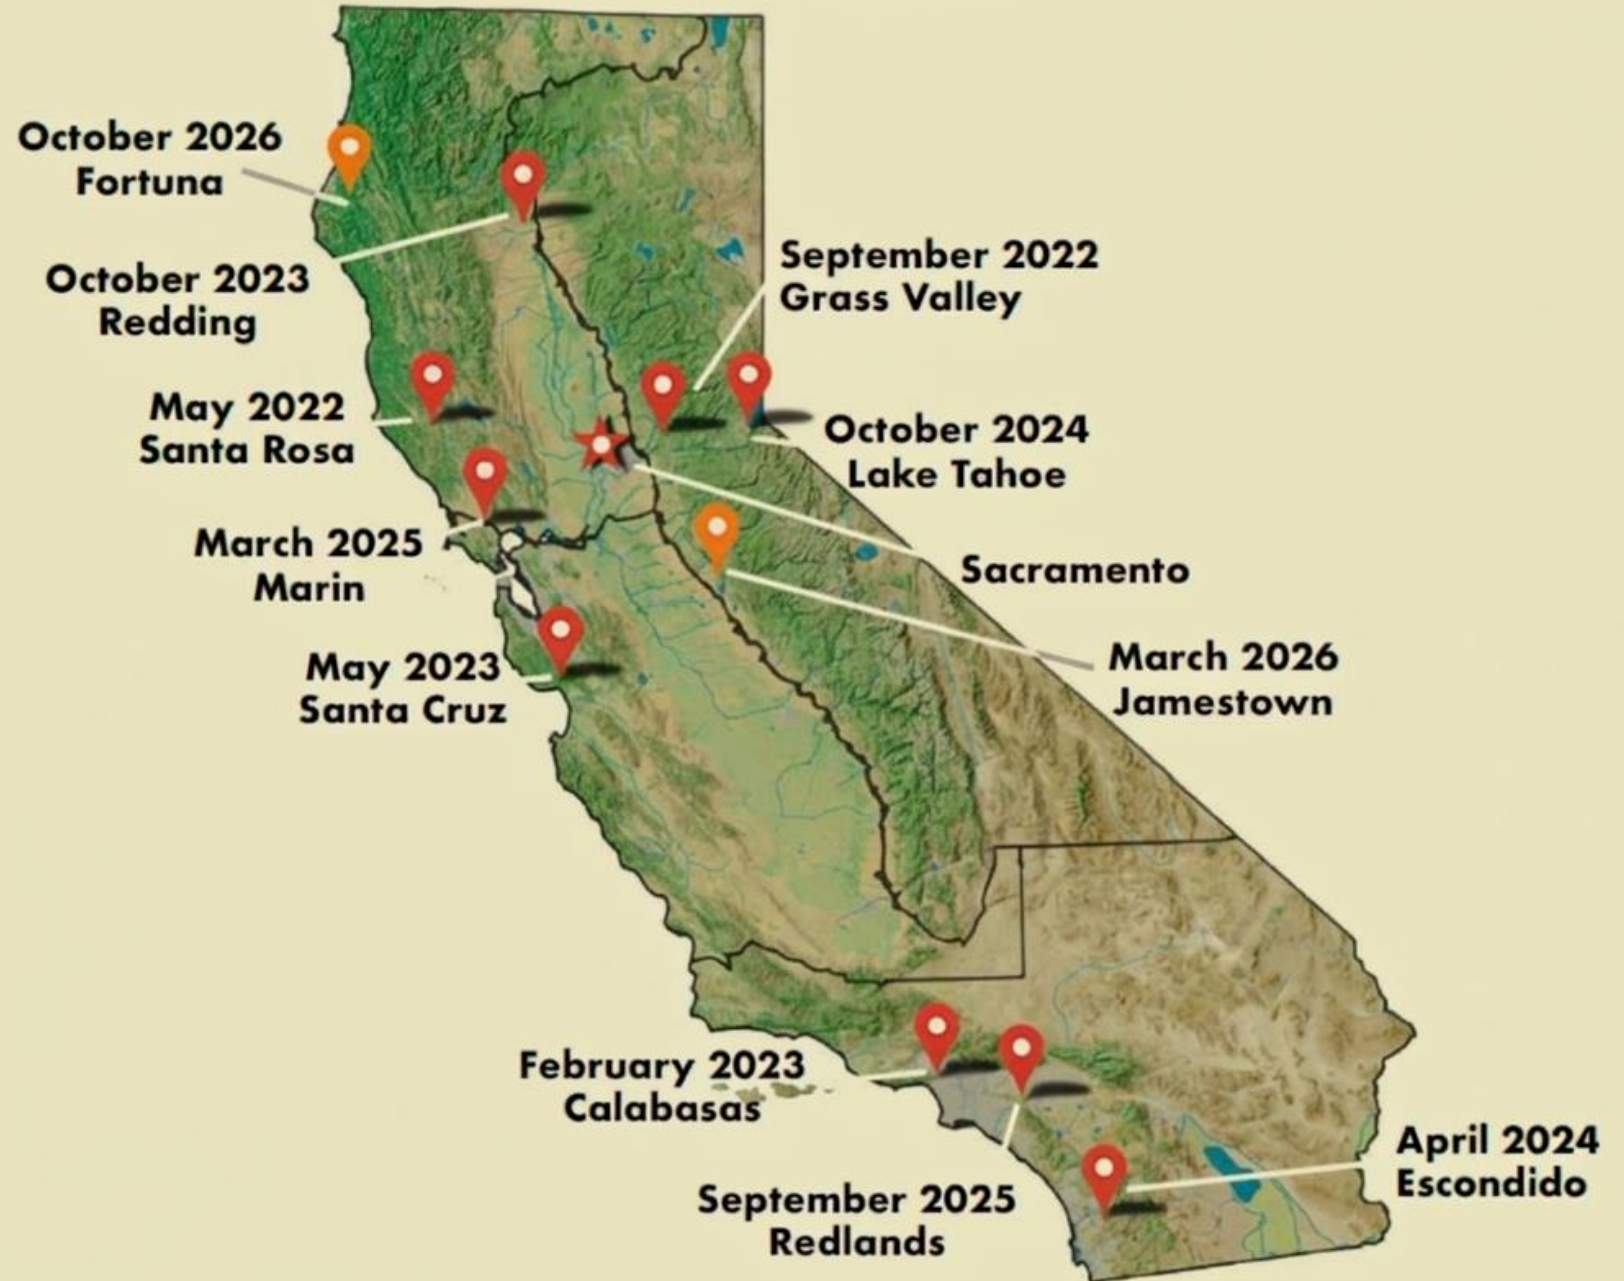 October 2026
Fortuna
October 2023
Redding
September 2022
Grass Valley
May 2022
Santa Rosa
October 2024
Lake Tahoe
March 2025
Marin
Sacramento
May 2023
Santa Cruz
March 2026
Jamestown
February 2023
Calabasas
September 2025
Redlands
April 2024
Escondido